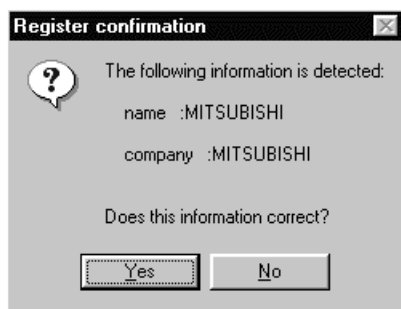 Register confirmation
The following information is detected:
name :MITSUBISHI
company :MITSUBISHI
Does this information correct?
Yes No